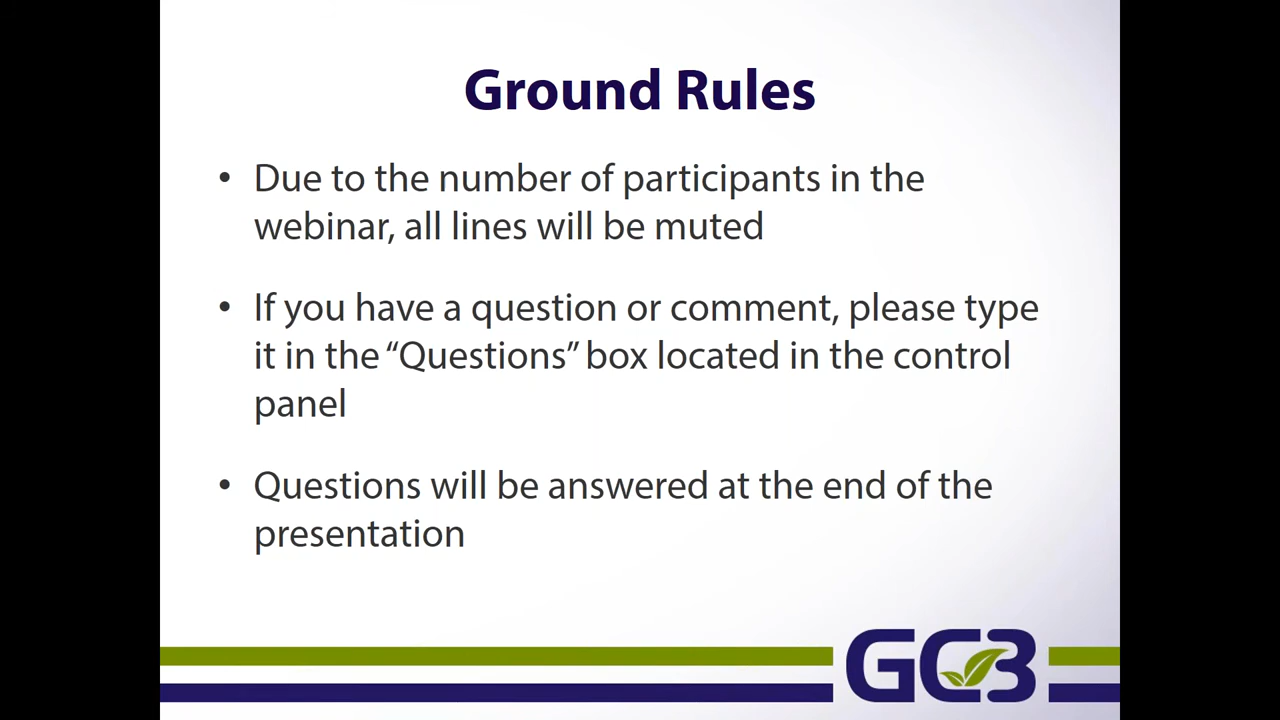 Ground Rules
• Due to the number of participants in the
webinar, all lines will be muted
• If you have a question or comment, please type
it in the “Questions” box located in the control
panel
• Questions will be answered at the end of the
presentation
GC3